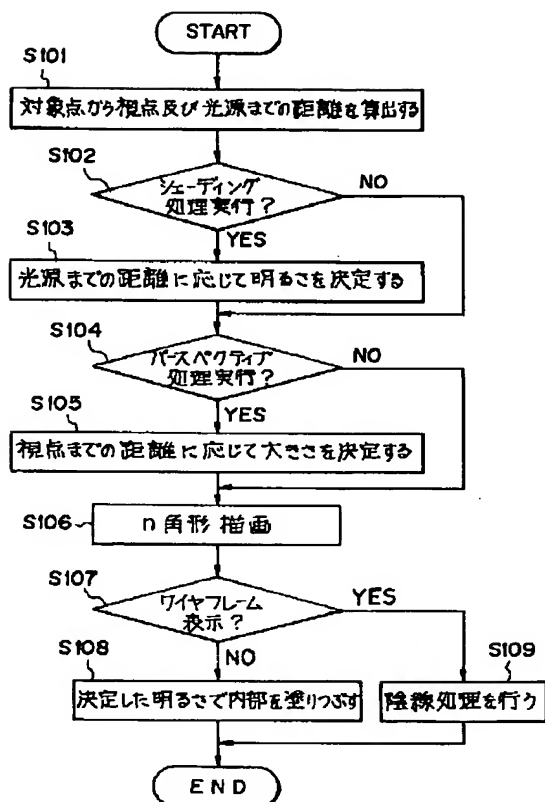 START
S101
対象点から視点及び光源までの距離を算出する
S102
シェーディング
処理実行?
NO
YES
S103
光源までの距離に応じて明るさを決定する
S104
パースペクティブ
処理実行?
NO
YES
S105
視点までの距離に応じて大きさを決定する
S106
n角形描画
S107
ワイヤフレーム
表示?
YES
NO
S108
決定した明るさで内部を塗りつぶす
S109
陰線処理を行う
END